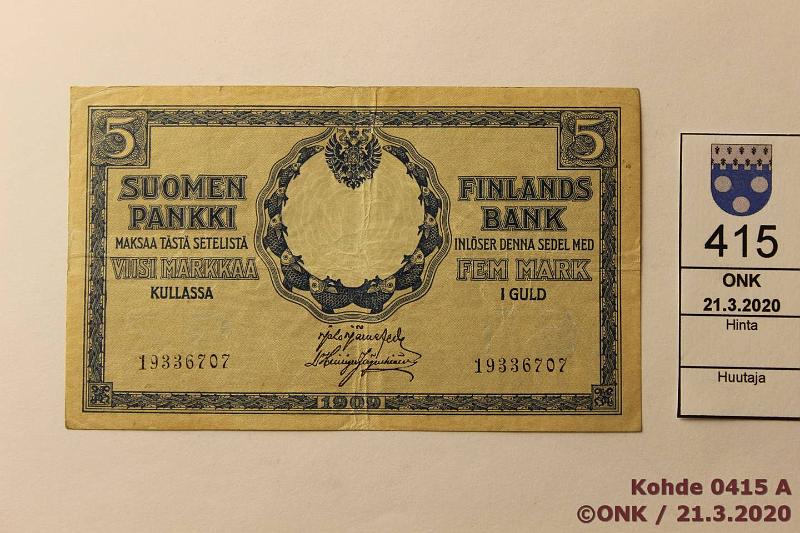 5
5
SUOMEN
PANKKI
MAKSAA TÄSTÄ SETELISTÄ
VIISI MARKKAA
KULLASSA
FINLANDS
BANK
INLÖSER DENNA SEDEL MED
FEM MARK
I GULD
19336707
19336707
1909
415
ONK
21.3.2020
Hinta
Huutaja
Kohde 0415 A
©ONK / 21.3.2020